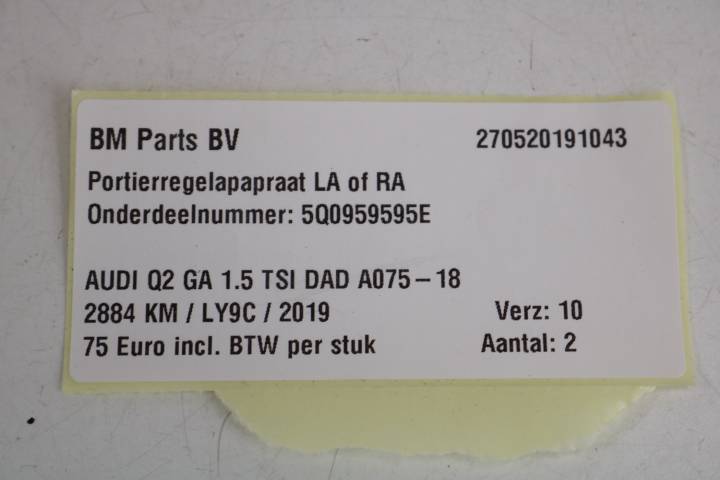 BM Parts BV 270520191043
Portierregelapapraat LA of RA
Onderdeelnummer: 5Q0959595E
AUDI Q2 GA 1.5 TSI DAD A075-18
2884 KM / LY9C / 2019 Verz: 10
75 Euro incl. BTW per stuk Aantal: 2